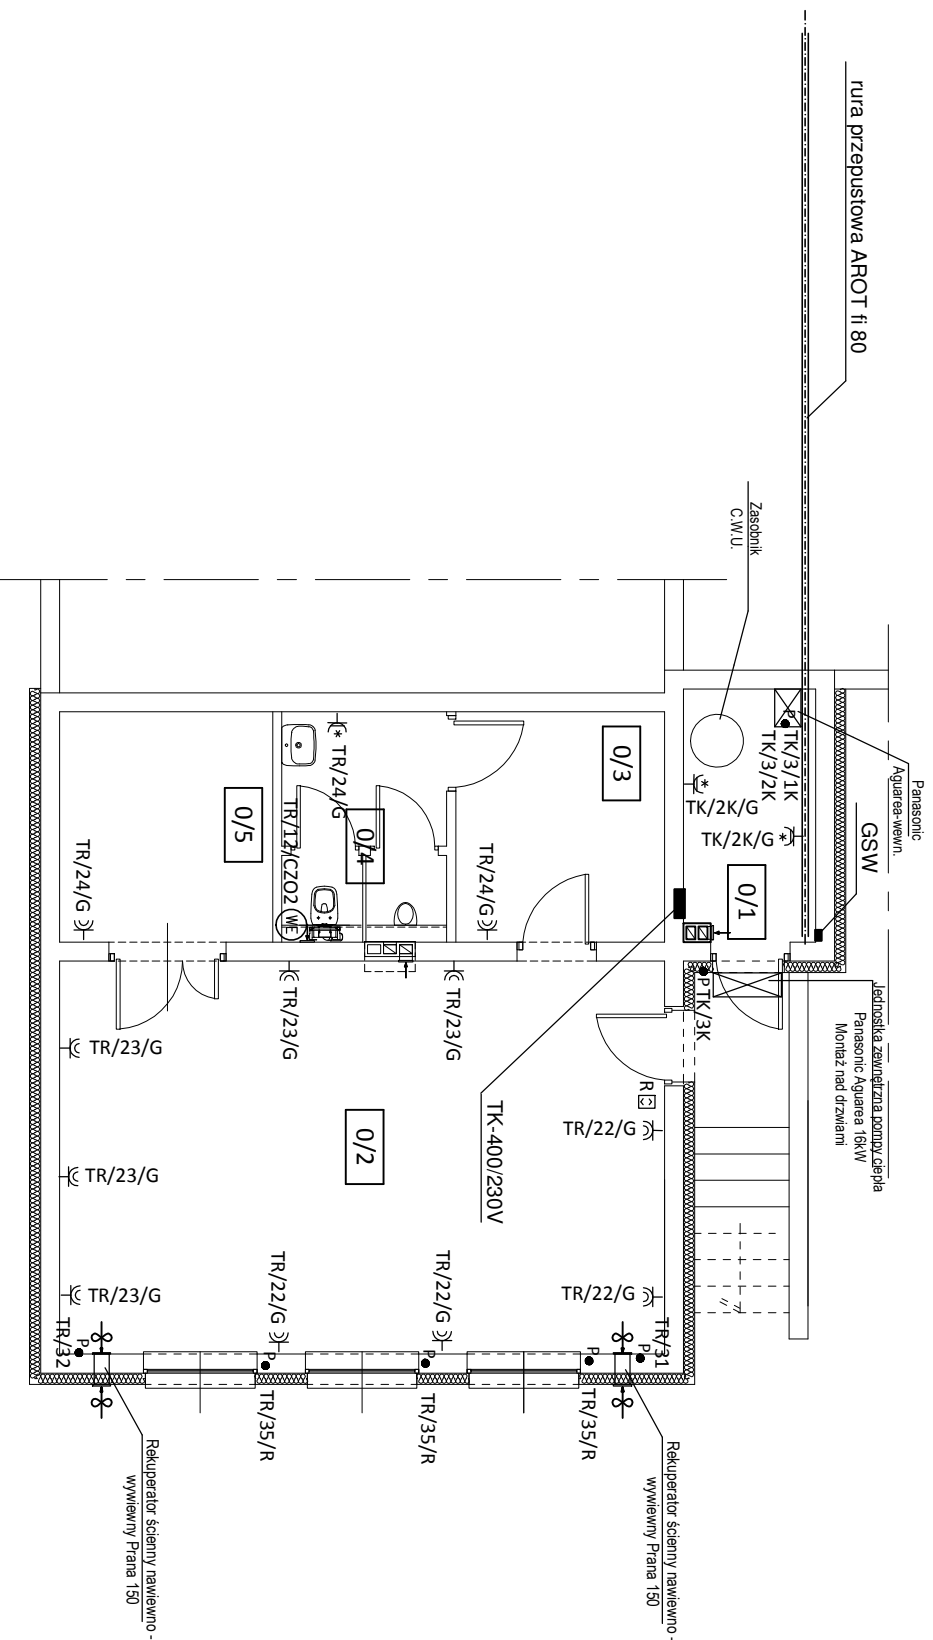 rura przepustowa AROT fi 80
Zasobnik
C.W.U.
Panasonic
Aguarea-wewn.
GSW
Jednostka zewnętrzna pompy ciepła
Panasonic Aguarea 16kW
Montaż nad drzwiami
P
TK/3/1K
TK/3/2K
* TK/2K/G
TK/2K/G *
0/1
0/3
0/4
0/5
* TR/24/G
TR/12/CZO2 WE
TR/24/G
TR/24/G
P TK/3K
TR/23/G
TR/23/G
TR/23/G
TR/23/G
TR/23/G
R
TR/22/G
TR/22/G
TR/22/G
TR/22/G
0/2
TK-400/230V
TR/31
P
P
TR/35/R
P
TR/35/R
P
TR/35/R
P
TR/32
Rekuperator ścienny nawiewno -
wywiewny Prana 150
Rekuperator ścienny nawiewno -
wywiewny Prana 150